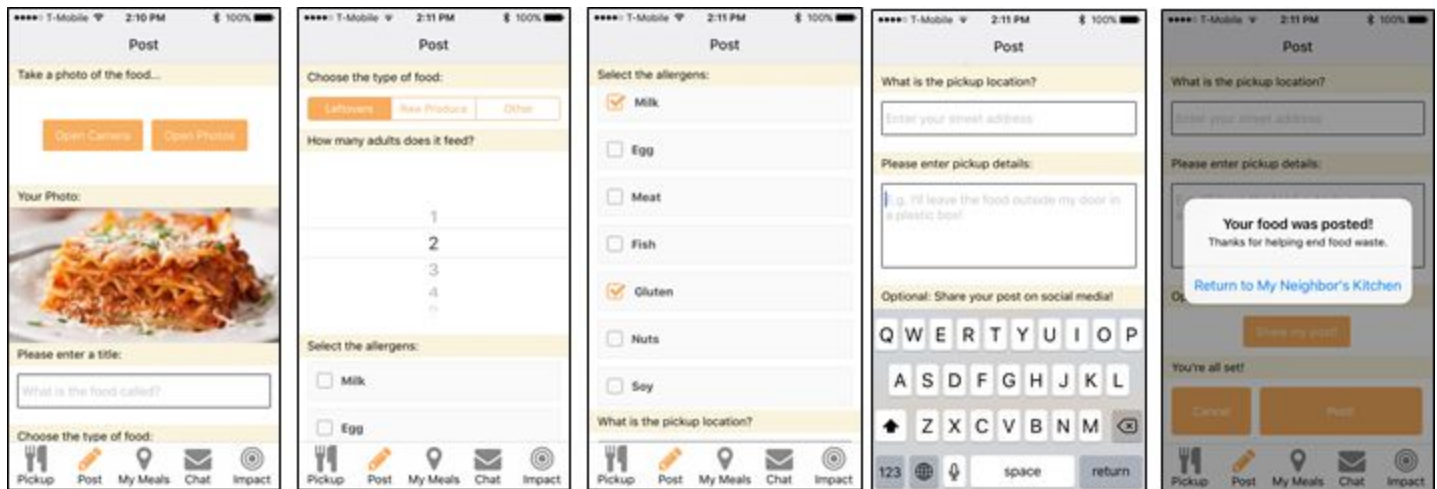 T-Mobile 2:10 PM 100%
Post
Take a photo of the food...
Open Camera Open Photos
Your Photo:
Please enter a title:
What is the food called?
Choose the type of food:
Pickup Post My Meals Chat Impact
T-Mobile 2:11 PM 100%
Post
Choose the type of food:
Leftovers Raw Produce Other
How many adults does it feed?
1
2
3
4
Select the allergens:
Milk
Egg
Pickup Post My Meals Chat Impact
T-Mobile 2:11 PM 100%
Post
Select the allergens:
Milk
Egg
Meat
Fish
Gluten
Nuts
Soy
What is the pickup location?
Pickup Post My Meals Chat Impact
T-Mobile 2:11 PM 100%
Post
What is the pickup location?
Enter your street address
Please enter pickup details:
E.g. I'll leave the food outside my door in
a plastic box!
Optional: Share your post on social media!
Q W E R T Y U I O P
A S D F G H J K L
Z X C V B N M
123 space return
T-Mobile 2:11 PM 100%
Post
What is the pickup location?
Enter your street address
Please enter pickup details:
Your food was posted!
Thanks for helping end food waste.
Return to My Neighbor's Kitchen
Share my post!
You're all set!
Cancel Post!
Pickup Post My Meals Chat Impact